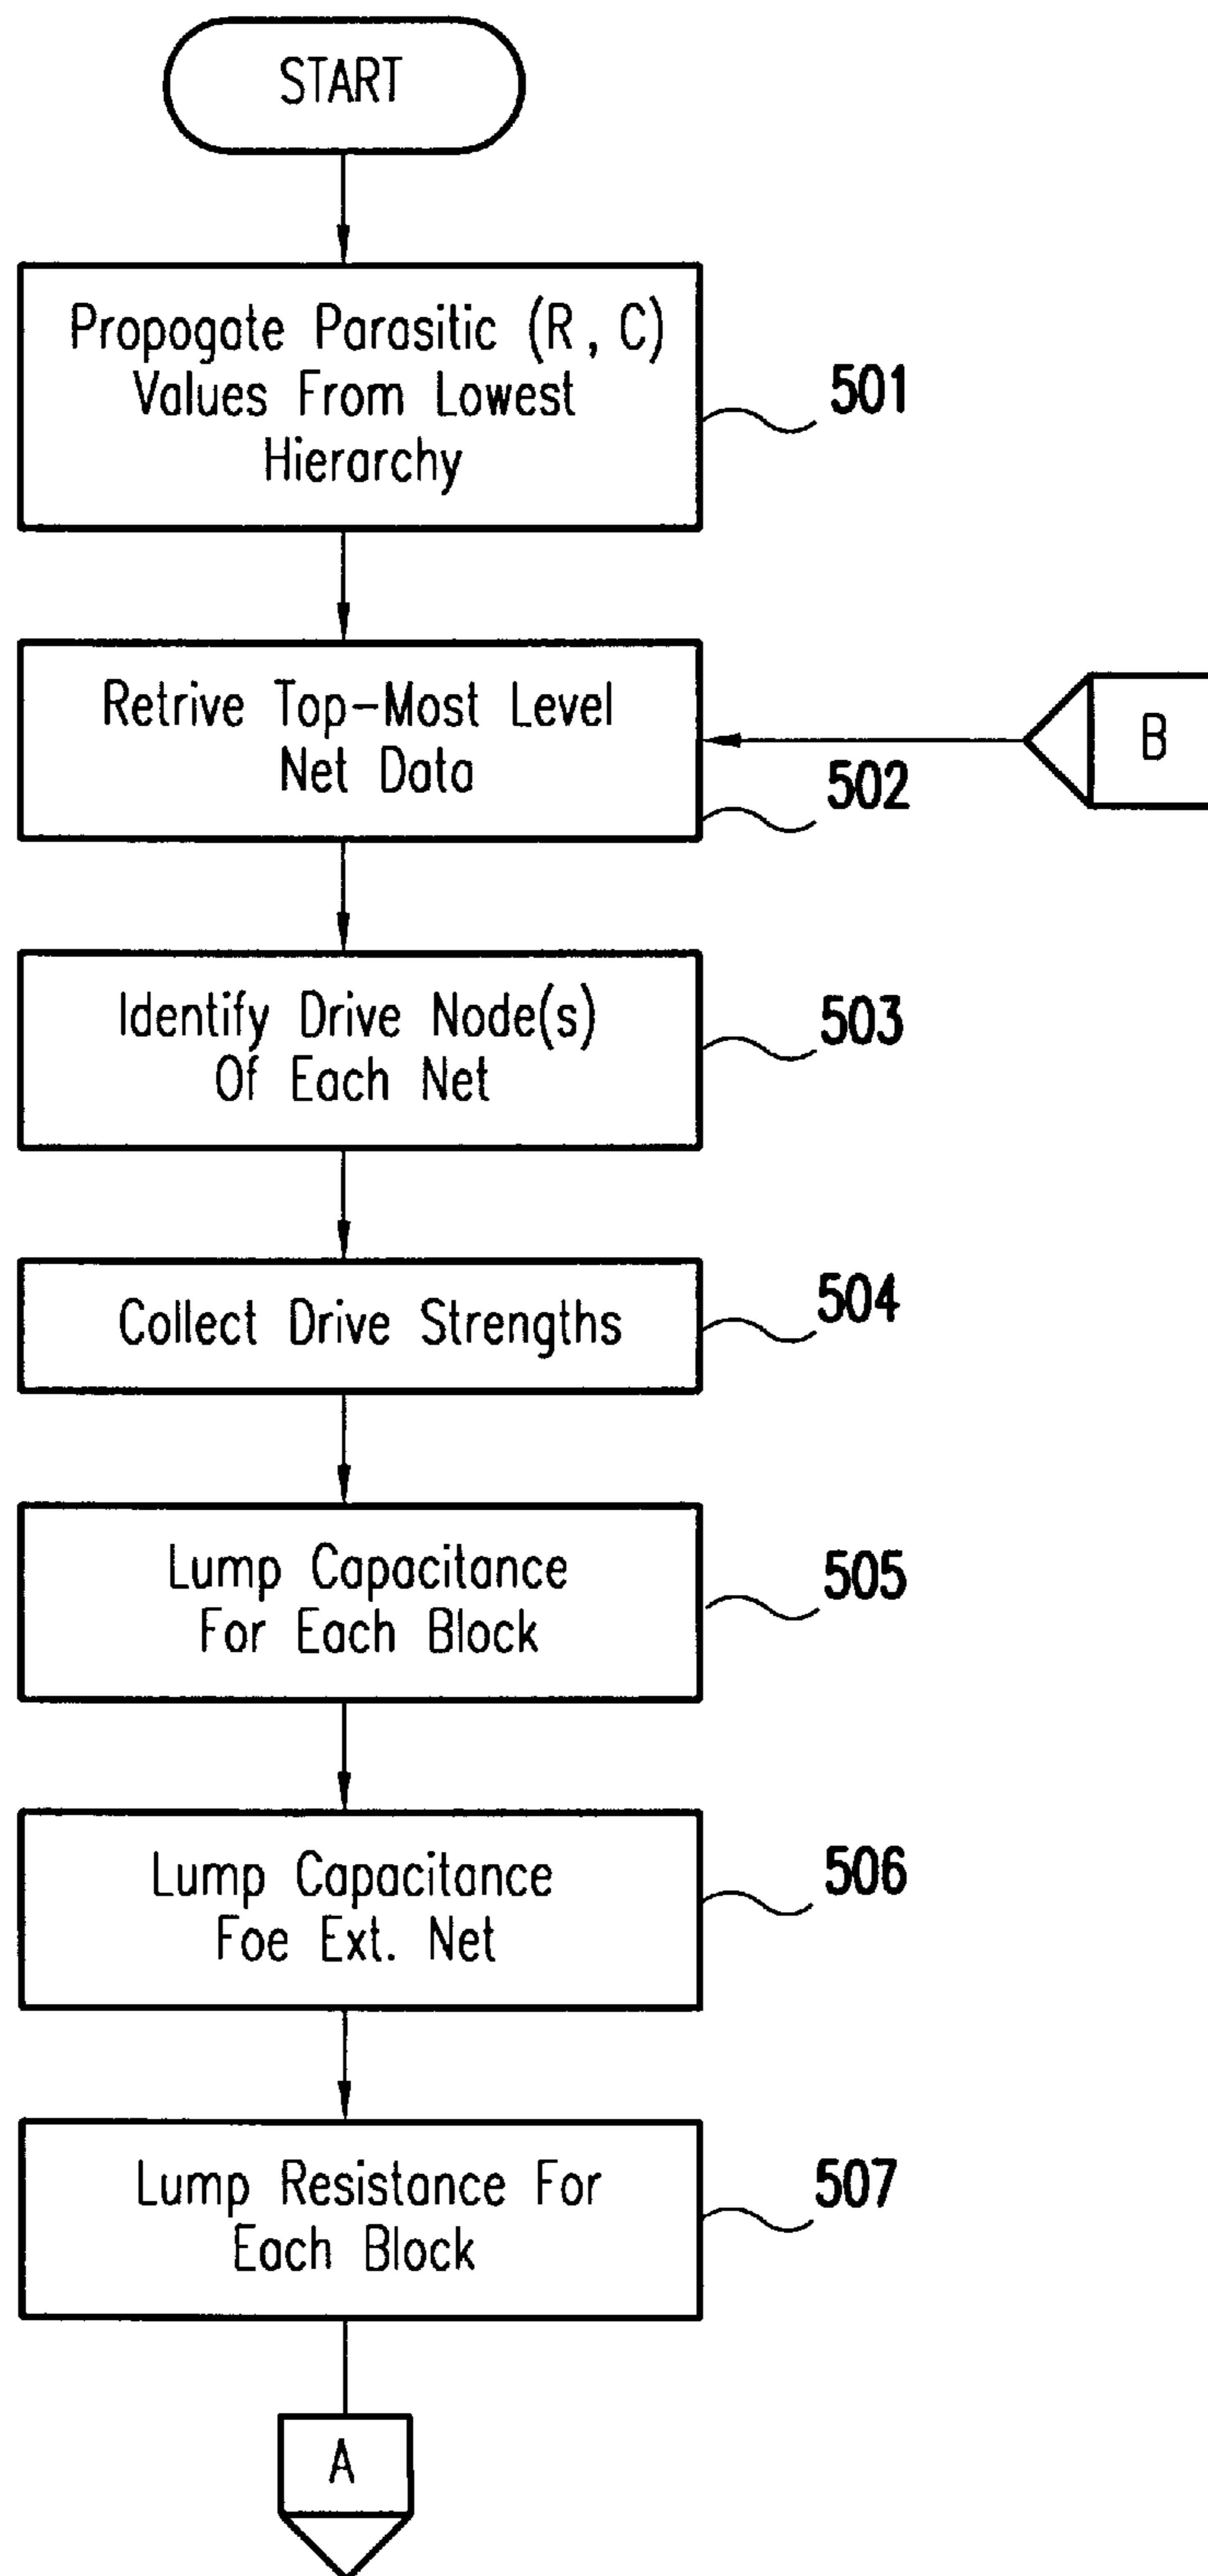 START
Propogate Parasitic (R, C)
Values From Lowest
Hierarchy
501
Retrive Top-Most Level
Net Data
502
B
Identify Drive Node(s)
Of Each Net
503
Collect Drive Strengths
504
Lump Capacitance
For Each Block
505
Lump Capacitance
Foe Ext. Net
506
Lump Resistance For
Each Block
507
A